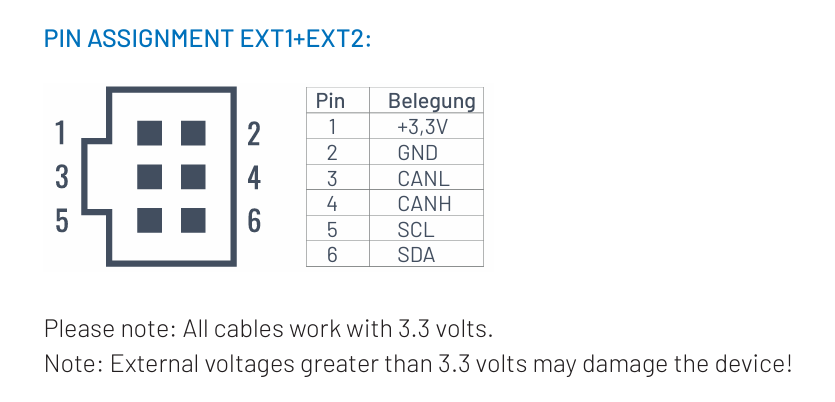 PIN ASSIGNMENT EXT1+EXT2:
1 2
3 4
5 6
Pin Belegung
1 +3,3V
2 GND
3 CANL
4 CANH
5 SCL
6 SDA
Please note: All cables work with 3.3 volts.
Note: External voltages greater than 3.3 volts may damage the device!